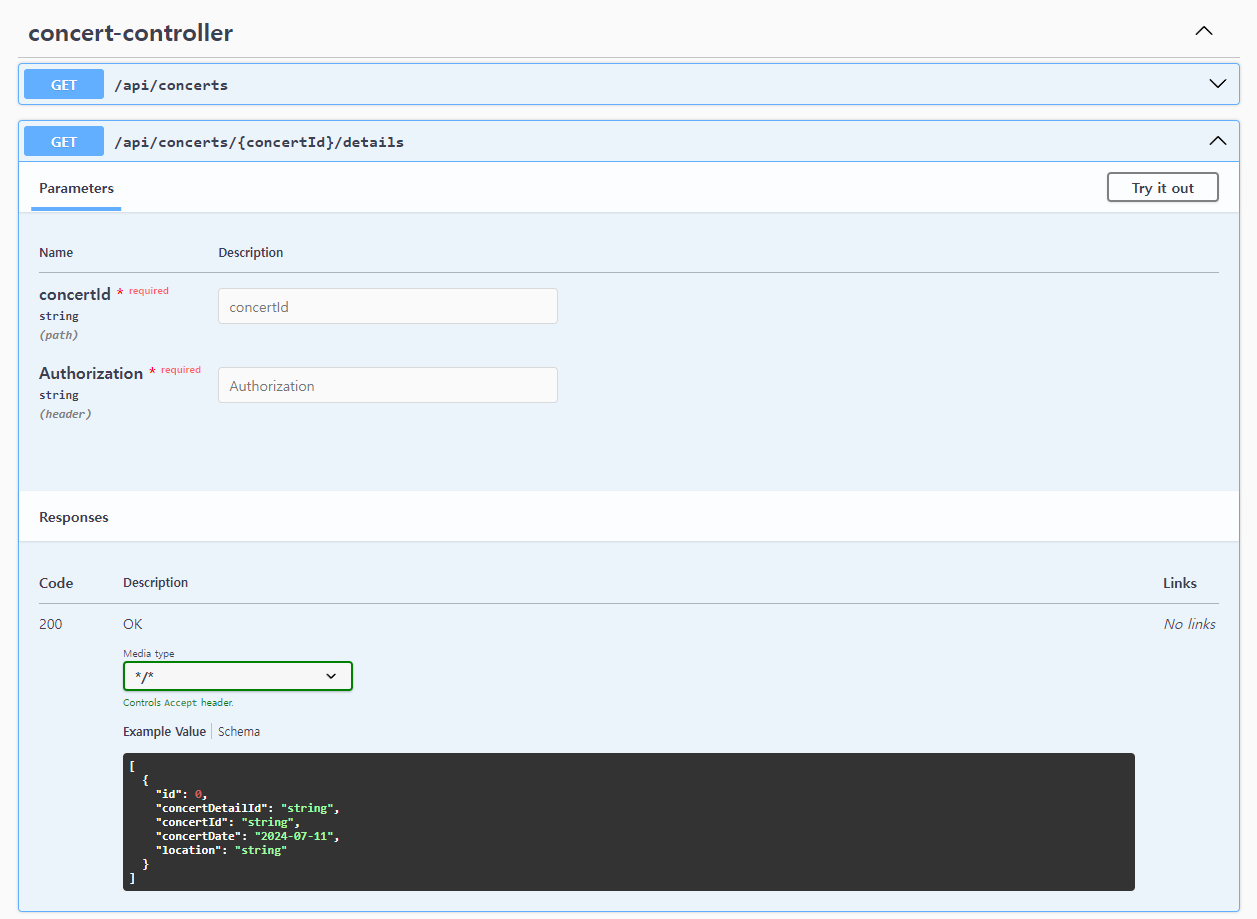 concert-controller
GET /api/concerts
GET /api/concerts/{concertId}/details
Parameters Try it out
Name Description
concertId * required
string
(path)
concertId
Authorization * required
string
(header)
Authorization
Responses
Code Description Links
200 OK No links
Media type
*/*
Controls Accept header.
Example Value Schema
[
  {
    "id": 0,
    "concertDetailId": "string",
    "concertId": "string",
    "concertDate": "2024-07-11",
    "location": "string"
  }
]